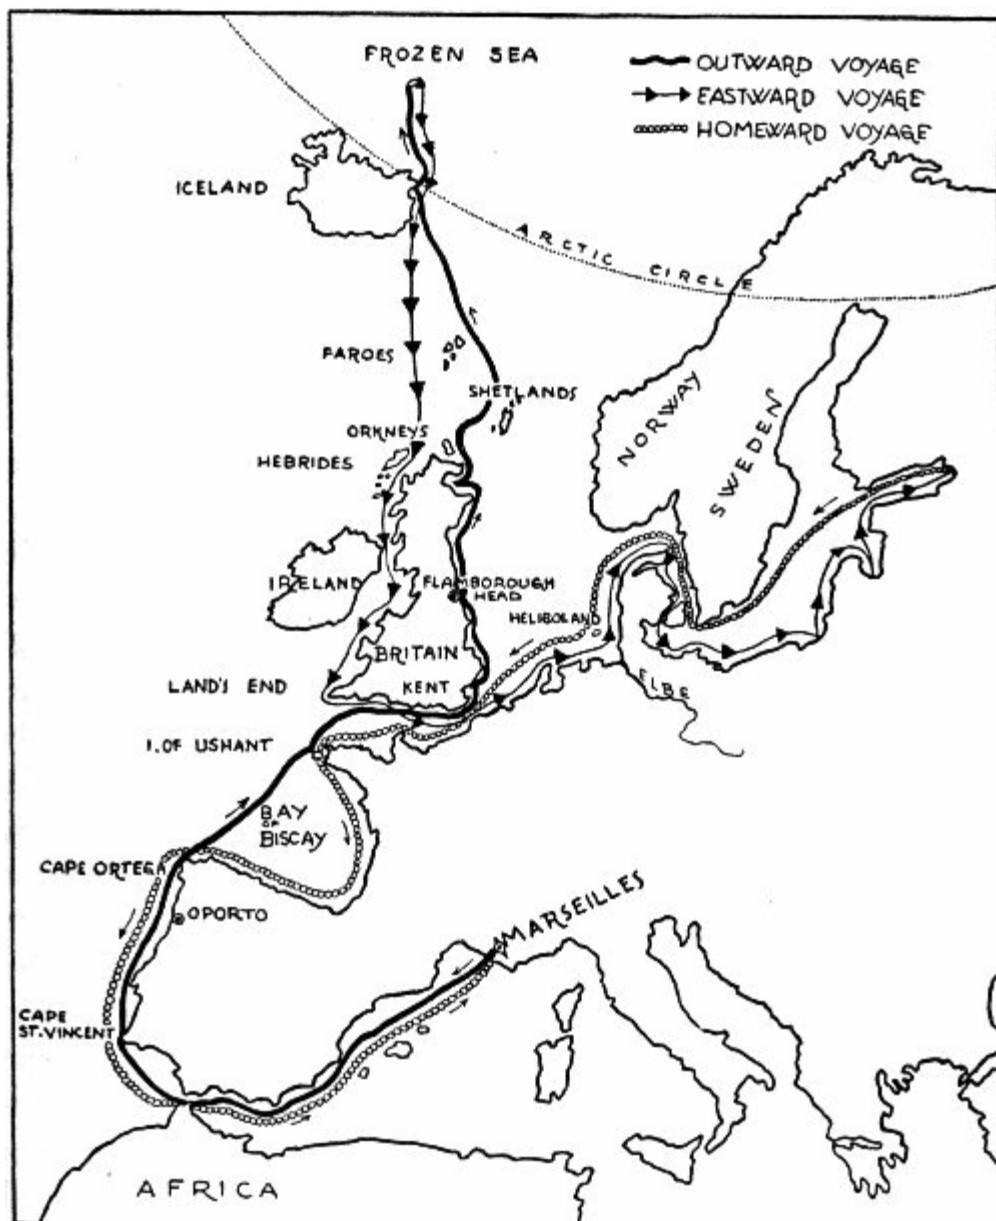 FROZEN SEA
OUTWARD VOYAGE
EASTWARD VOYAGE
HOMEWARD VOYAGE
ICELAND
ARCTIC CIRCLE
FAROES
SHETLANDS
NORWAY
SWEDEN
ORKNEYS
HEBRIDES
IRELAND
FLAMBOROUGH
HEAD
HELIGOLAND
BRITAIN
KENT
ELBE
LAND'S END
I. OF USHANT
BAY
OF
BISCAY
CAPE ORTEGA
OPORTO
MARSEILLES
CAPE
ST. VINCENT
AFRICA